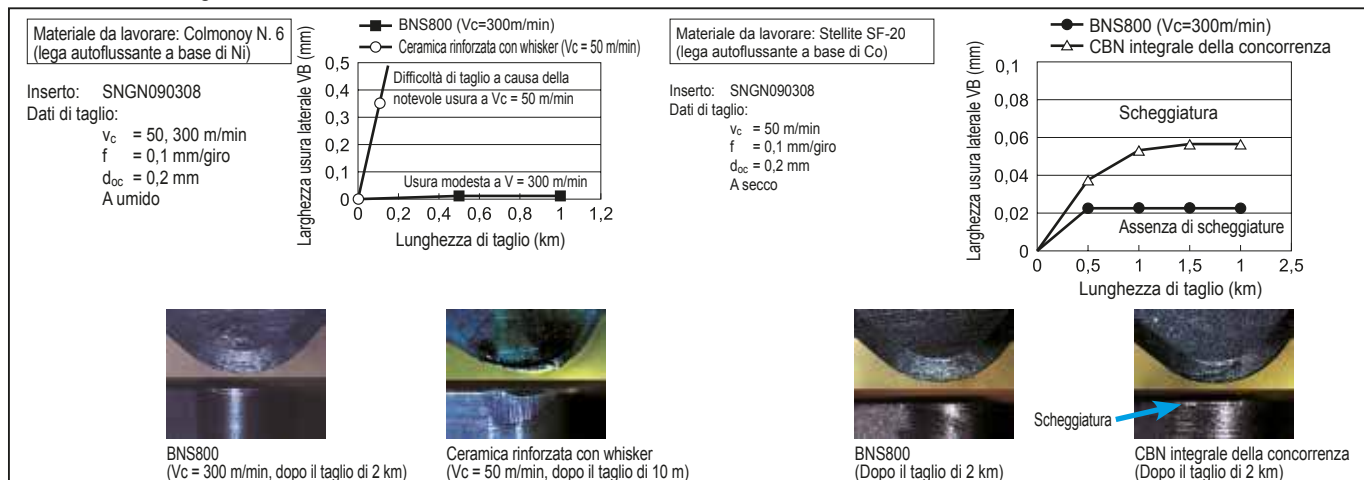 Materiale da lavorare: Colmonoy N. 6
(lega autoflussante a base di Ni)
Inserto: SNGN090308
Dati di taglio:
vc = 50, 300 m/min
f = 0,1 mm/giro
doc = 0,2 mm
A umido
BNS800 (Vc=300m/min)
Ceramica rinforzata con whisker (Vc = 50 m/min)
Larghezza usura laterale VB (mm)
0,5
0,4
0,3
0,2
0,1
0
Difficoltà di taglio a causa della
notevole usura a Vc = 50 m/min
Usura modesta a V = 300 m/min
0 0,2 0,4 0,6 0,8 1,0 1,2
Lunghezza di taglio (km)
Materiale da lavorare: Stellite SF-20
(lega autoflussante a base di Co)
Inserto: SNGN090308
Dati di taglio:
vc = 50 m/min
f = 0,1 mm/giro
doc = 0,2 mm
A secco
BNS800 (Vc=300m/min)
CBN integrale della concorrenza
Larghezza usura laterale VB (mm)
0,1
0,08
0,06
0,04
0,02
0
Scheggiatura
Assenza di scheggiature
0 0,5 1 1,5 1 2,5
Lunghezza di taglio (km)
BNS800
(Vc = 300 m/min, dopo il taglio di 2 km)
Ceramica rinforzata con whisker
(Vc = 50 m/min, dopo il taglio di 10 m)
BNS800
(Dopo il taglio di 2 km)
Scheggiatura
CBN integrale della concorrenza
(Dopo il taglio di 2 km)